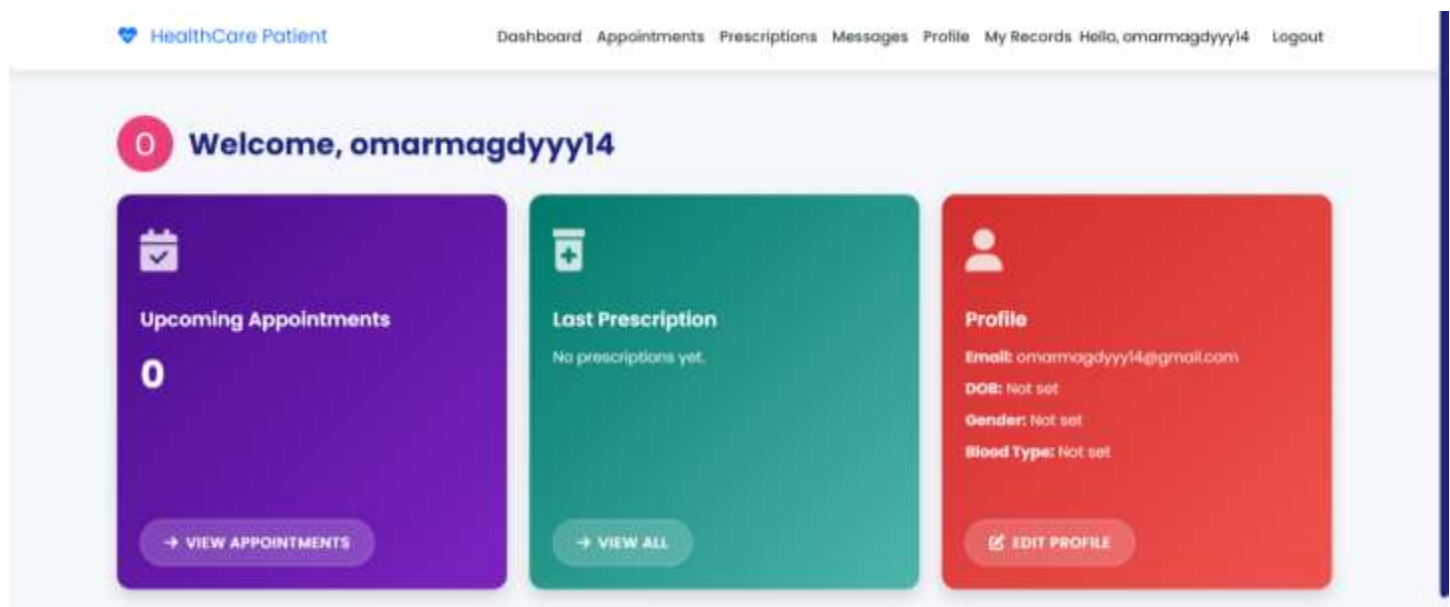 HealthCare Patient
Dashboard Appointments Prescriptions Messages Profile My Records Hello, omarmagdyyy14 Logout
O Welcome, omarmagdyyy14
Upcoming Appointments
0
VIEW APPOINTMENTS
Last Prescription
No prescriptions yet.
VIEW ALL
Profile
Email: omarmagdyyy14@gmail.com
DOB: Not set
Gender: Not set
Blood Type: Not set
EDIT PROFILE